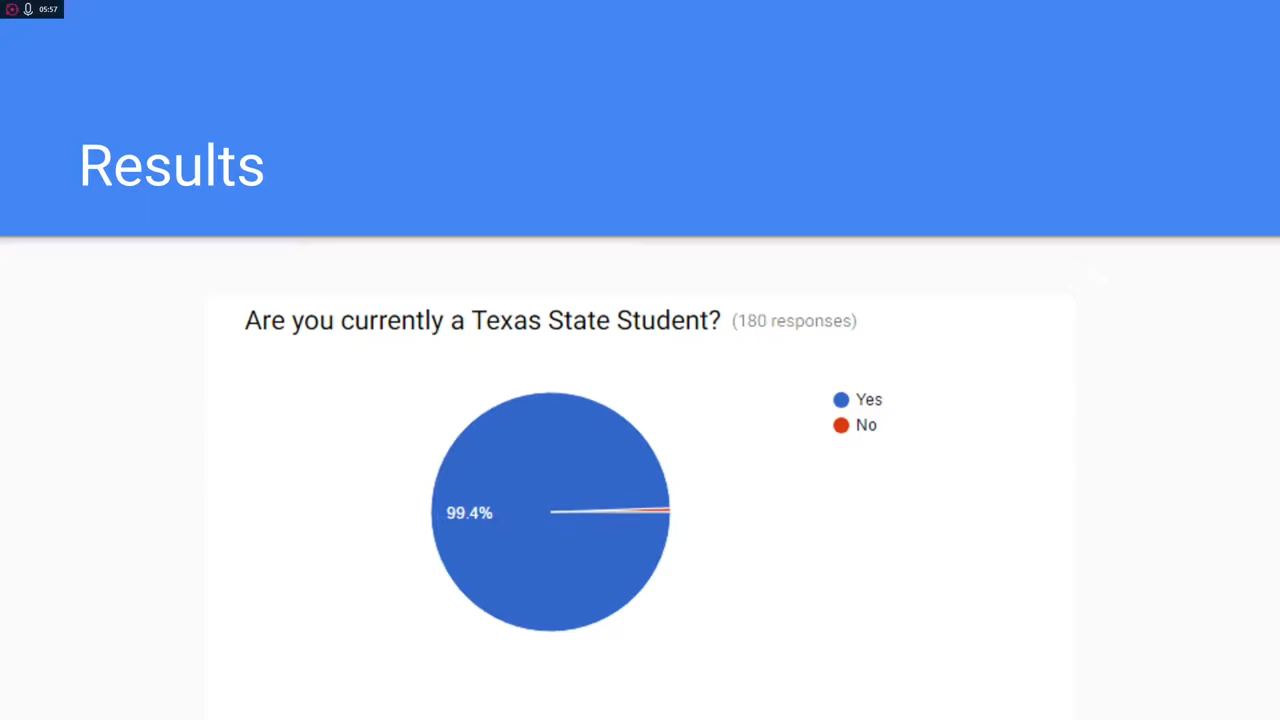 05:57
Results
Are you currently a Texas State Student? (180 responses)
Yes
No
99.4%